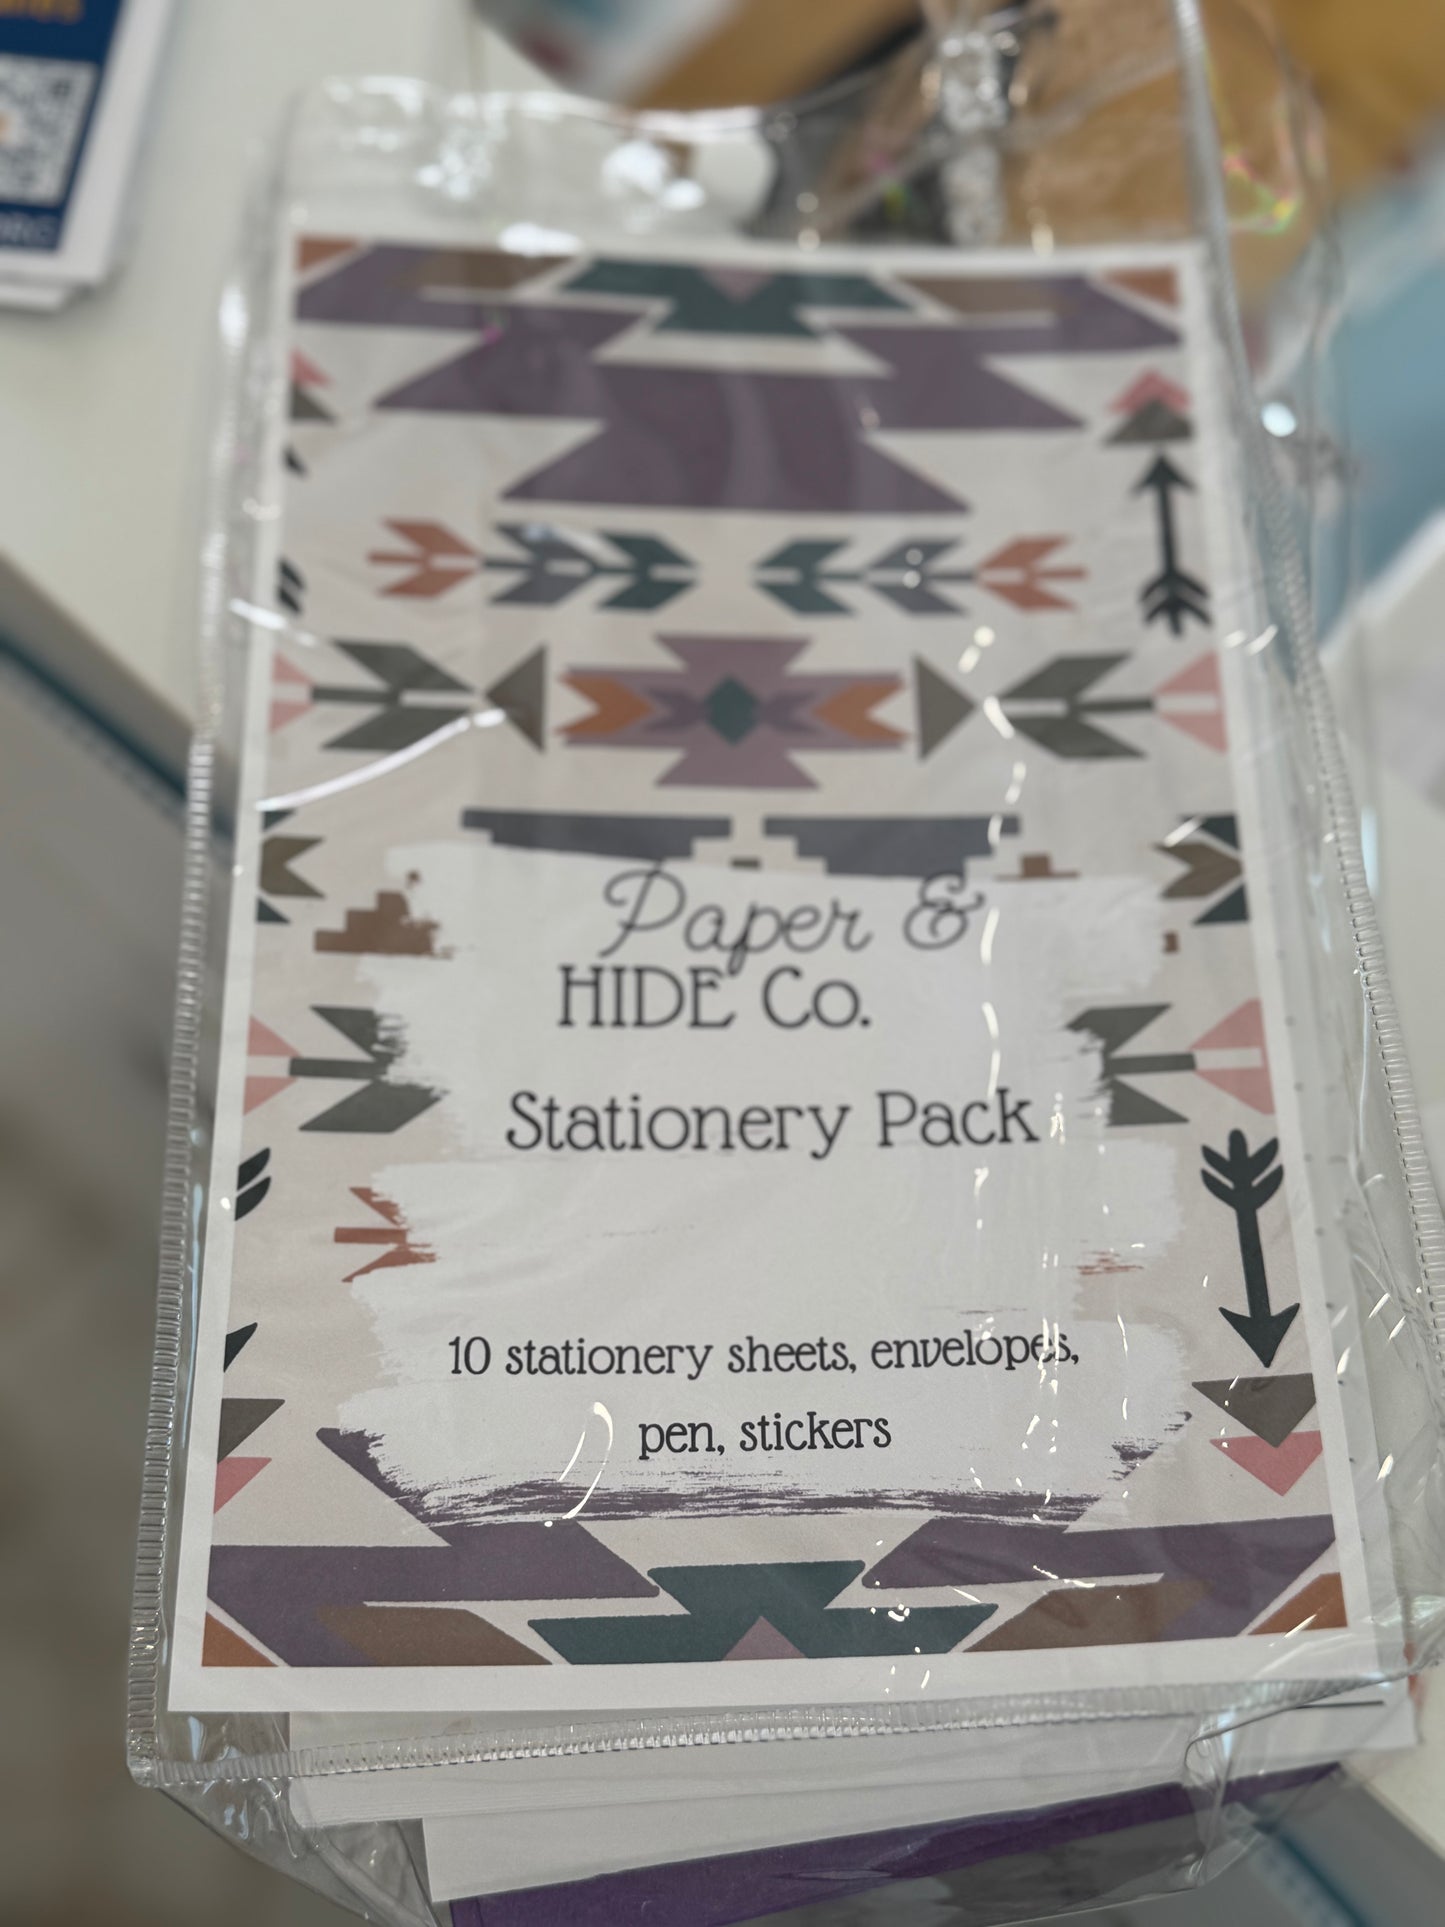 Paper &
HIDE Co.
Stationery Pack
10 stationery sheets, envelopes,
pen, stickers